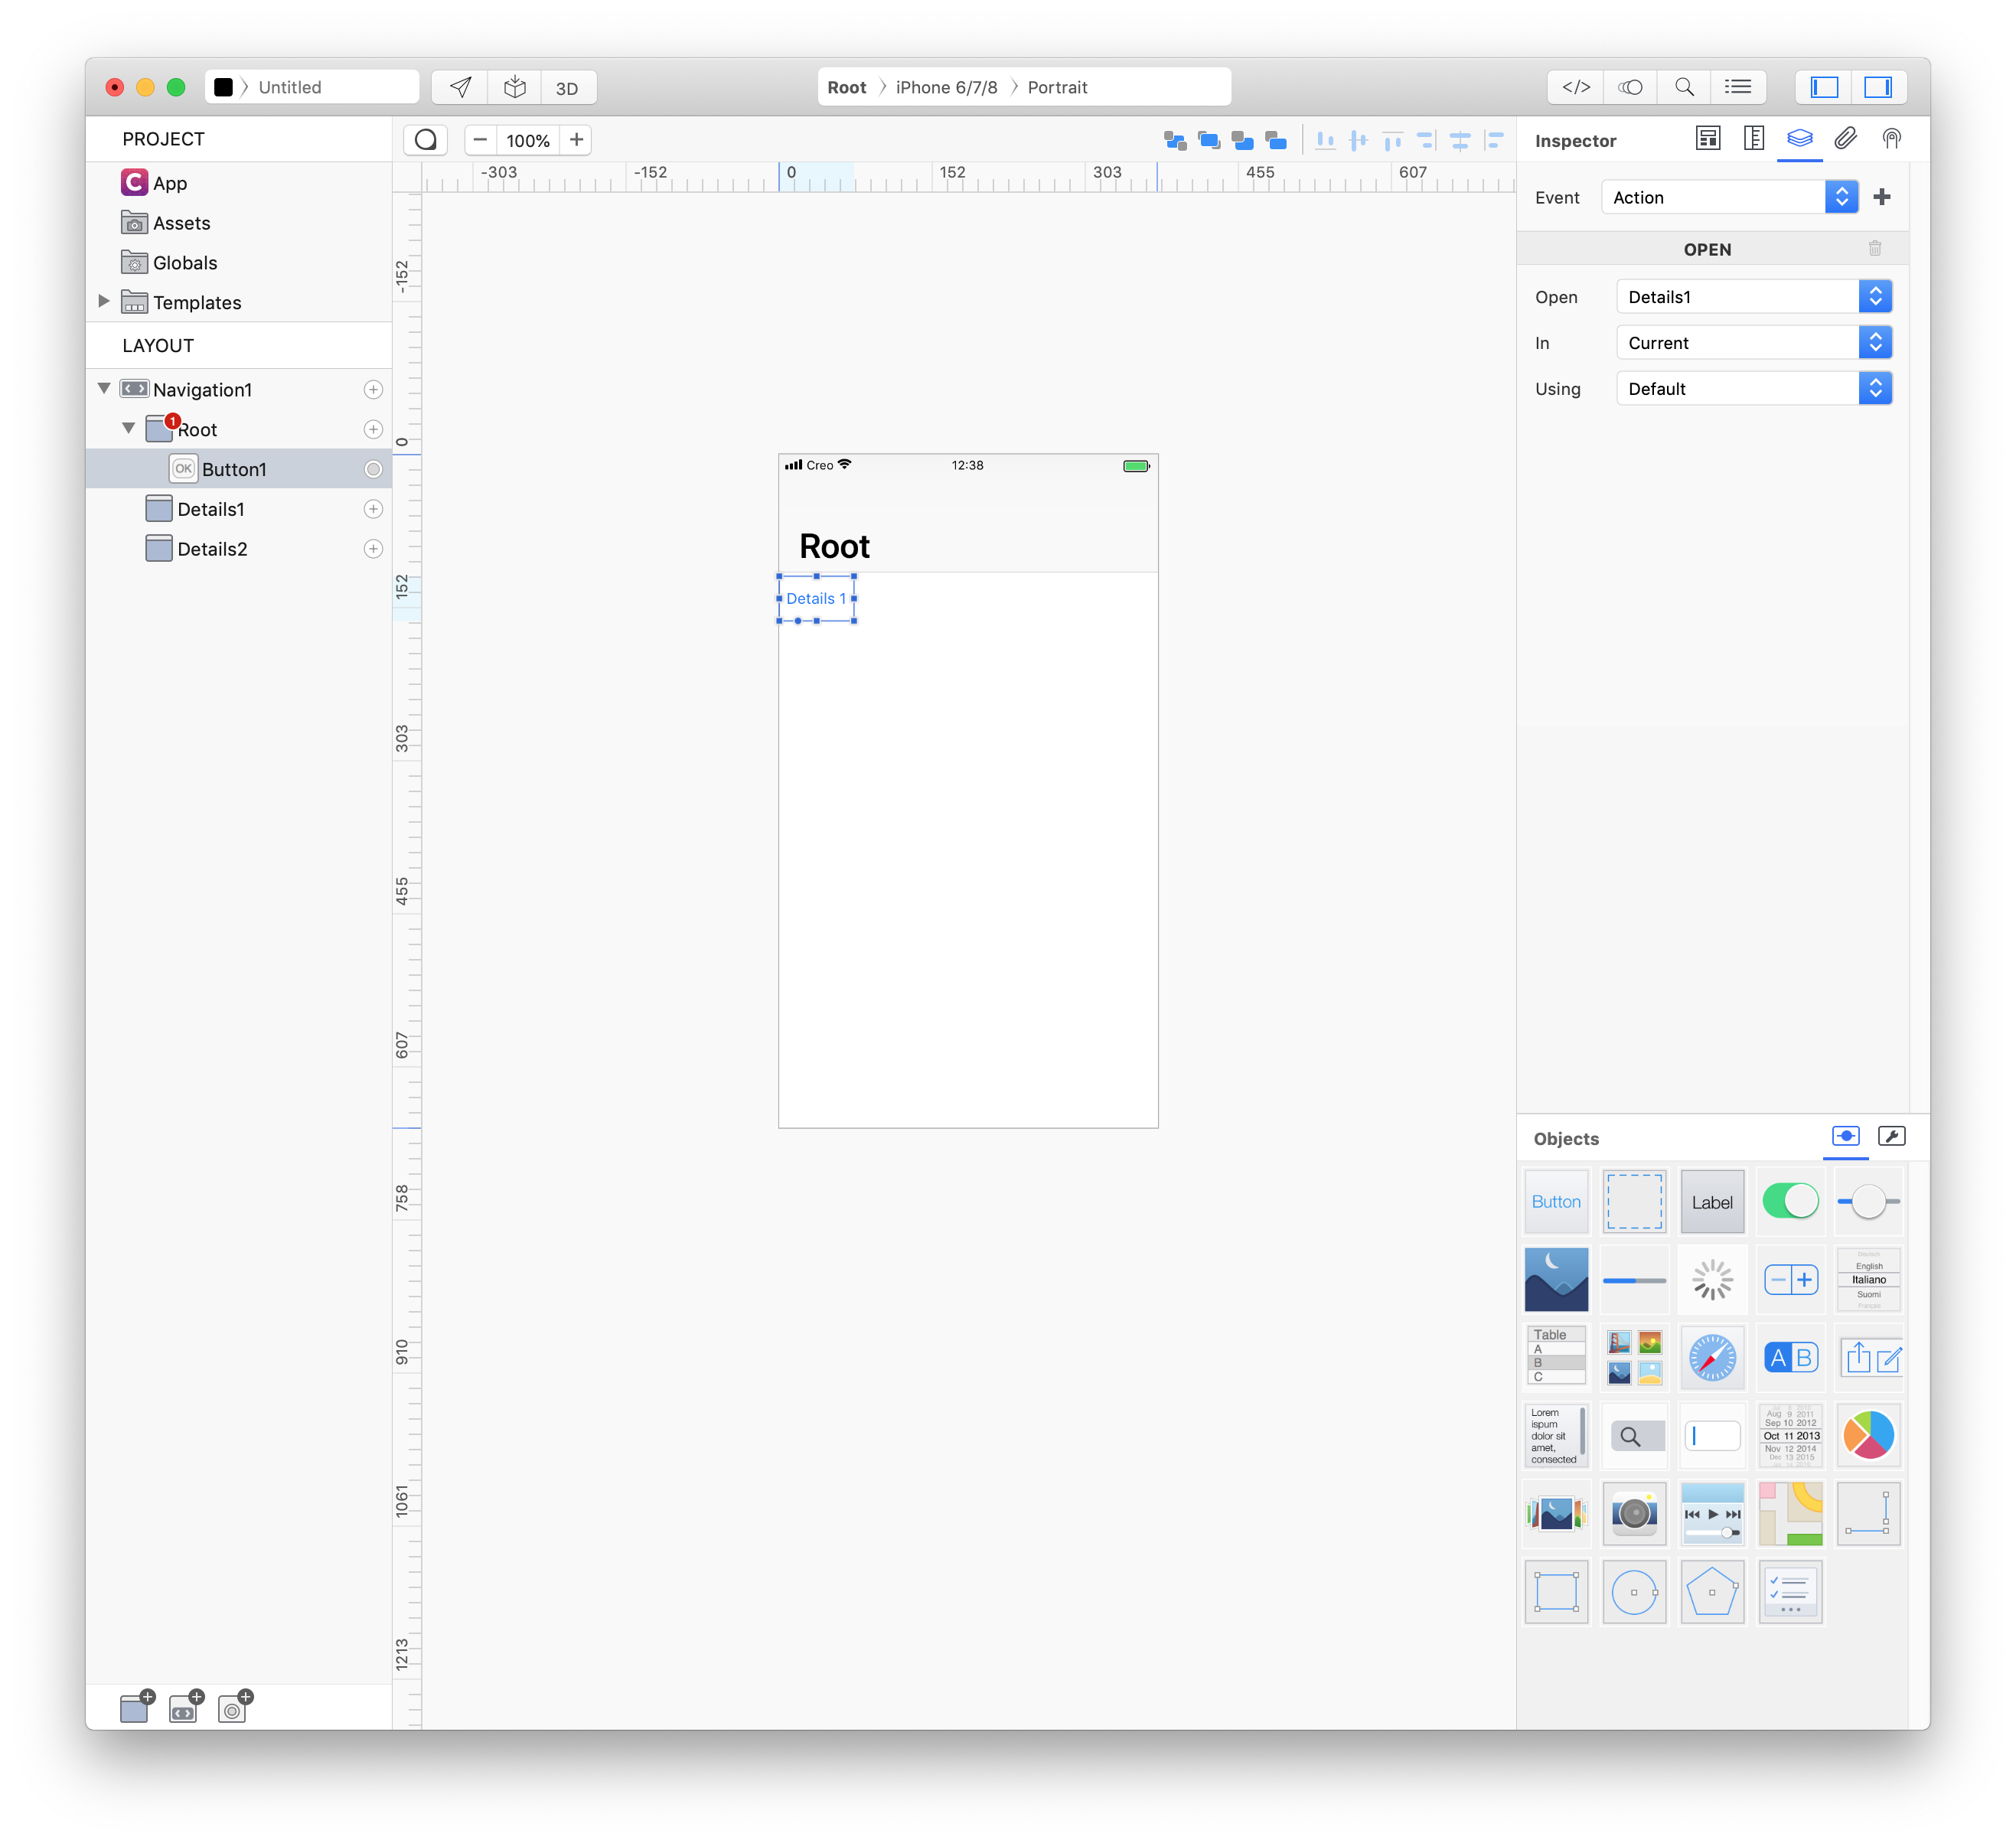 Untitled
3D
Root
iPhone 6/7/8
Portrait
</>
PROJECT
App
Assets
Globals
Templates
LAYOUT
Navigation1
1
Root
OK
Button1
Details1
Details2
100%
-303
-152
0
152
303
455
607
-152
0
152
303
455
607
758
910
1061
1213
Creo
12:38
Root
Details 1
Inspector
Event
Action
OPEN
Open
Details1
In
Current
Using
Default
Objects
Button
Label
Deutsch
English
Italiano
Suomi
Français
Table
A
B
C
A B
Lorem
ispum
dolor sit
amet,
consected
Aug 9 2011
Sep 10 2012
Oct 11 2013
Nov 12 2014
Dec 13 2015